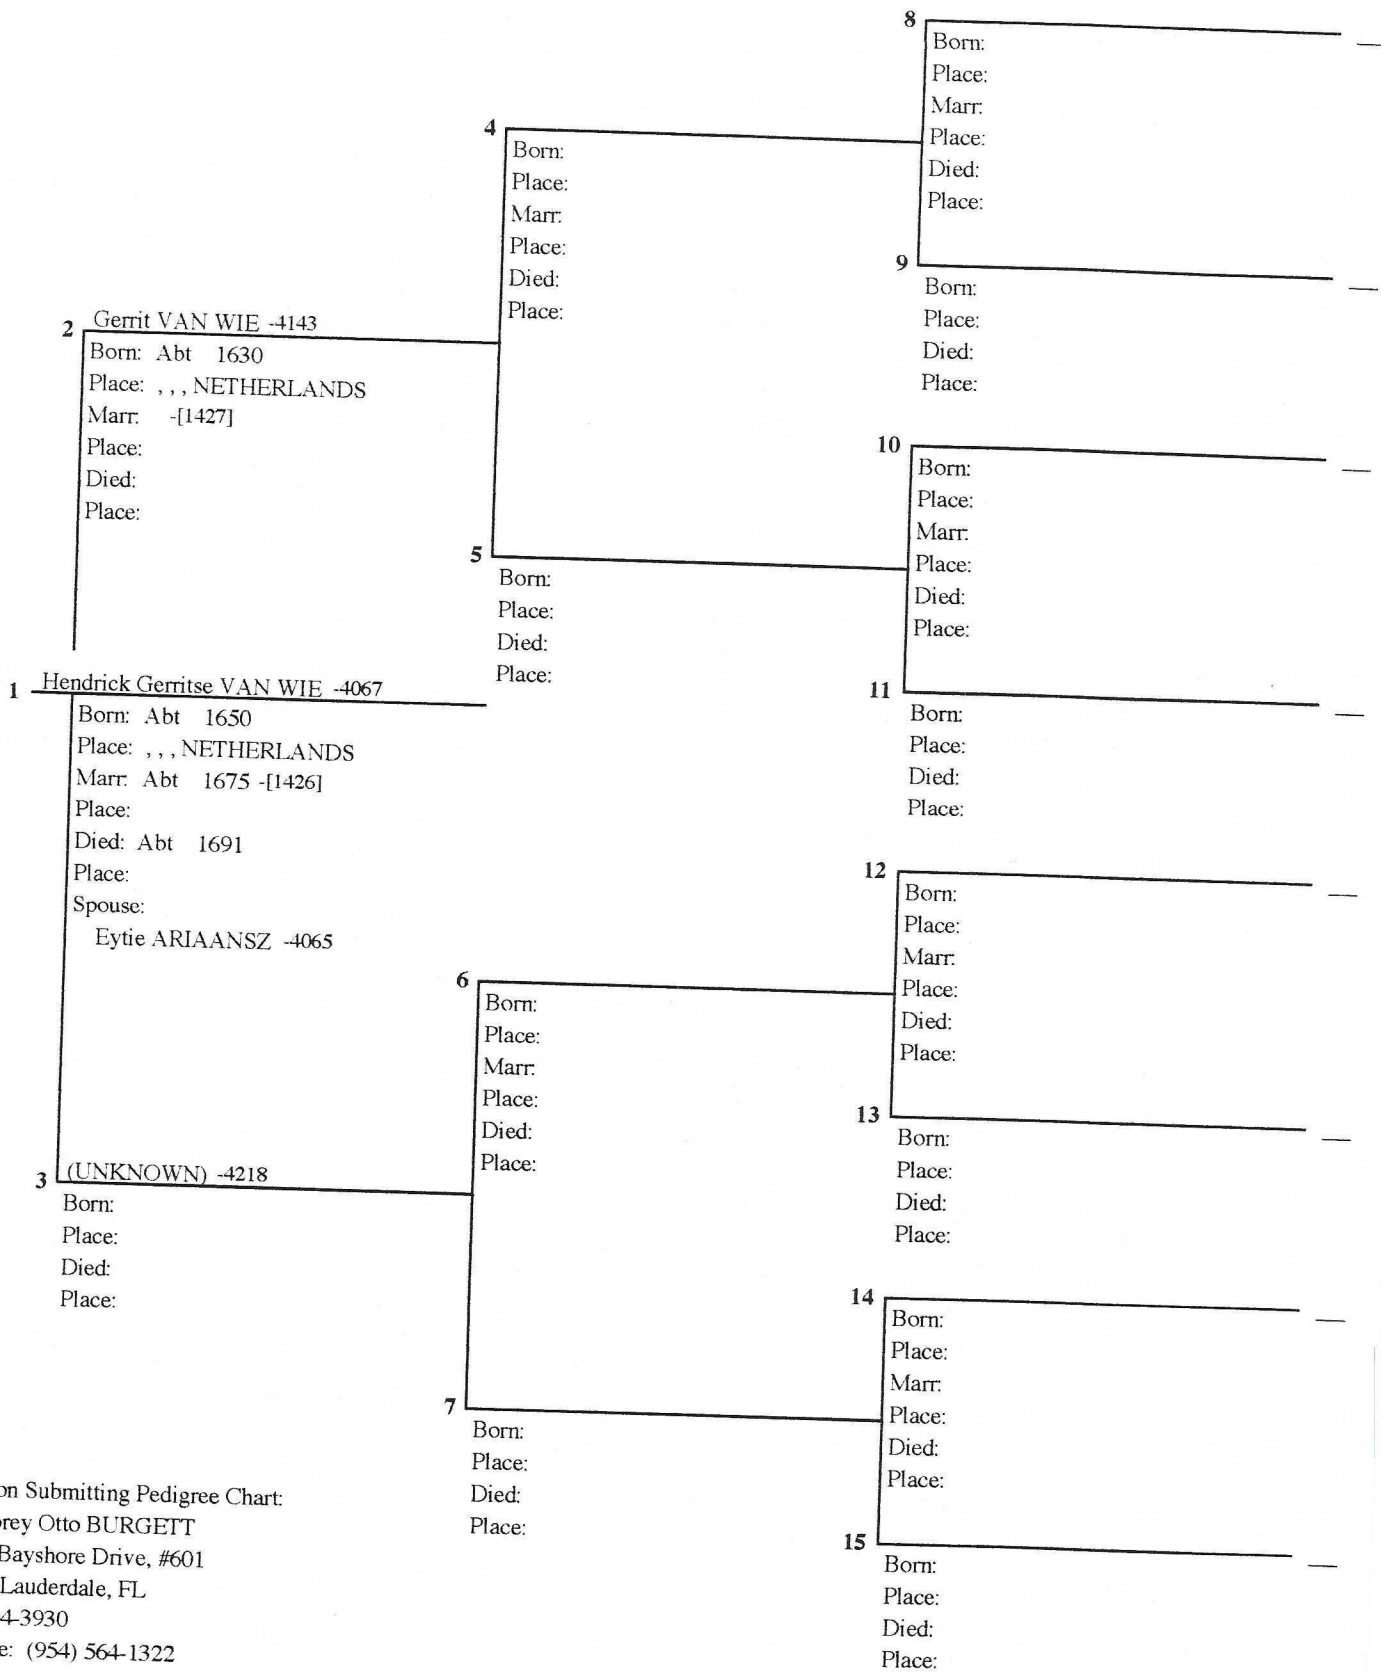 8
Born:
Place:
Marr:
Place:
Died:
Place:
4
Born:
Place:
Marr:
Place:
Died:
Place:
9
Born:
Place:
Died:
Place:
2 Gerrit VAN WIE -4143
Born: Abt 1630
Place: , , , NETHERLANDS
Marr: -[1427]
Place:
Died:
Place:
10
Born:
Place:
Marr:
Place:
Died:
Place:
5
Born:
Place:
Died:
Place:
11
Born:
Place:
Died:
Place:
1 Hendrick Gerritse VAN WIE -4067
Born: Abt 1650
Place: , , , NETHERLANDS
Marr: Abt 1675 -[1426]
Place:
Died: Abt 1691
Place:
Spouse:
Eytie ARIAANSZ -4065
12
Born:
Place:
Marr:
Place:
Died:
Place:
6
Born:
Place:
Marr:
Place:
Died:
Place:
13
Born:
Place:
Died:
Place:
3 (UNKNOWN) -4218
Born:
Place:
Died:
Place:
14
Born:
Place:
Marr:
Place:
Died:
Place:
7
Born:
Place:
Died:
Place:
15
Born:
Place:
Died:
Place:
on Submitting Pedigree Chart:
rey Otto BURGETT
Bayshore Drive, #601
Lauderdale, FL
4-3930
e: (954) 564-1322